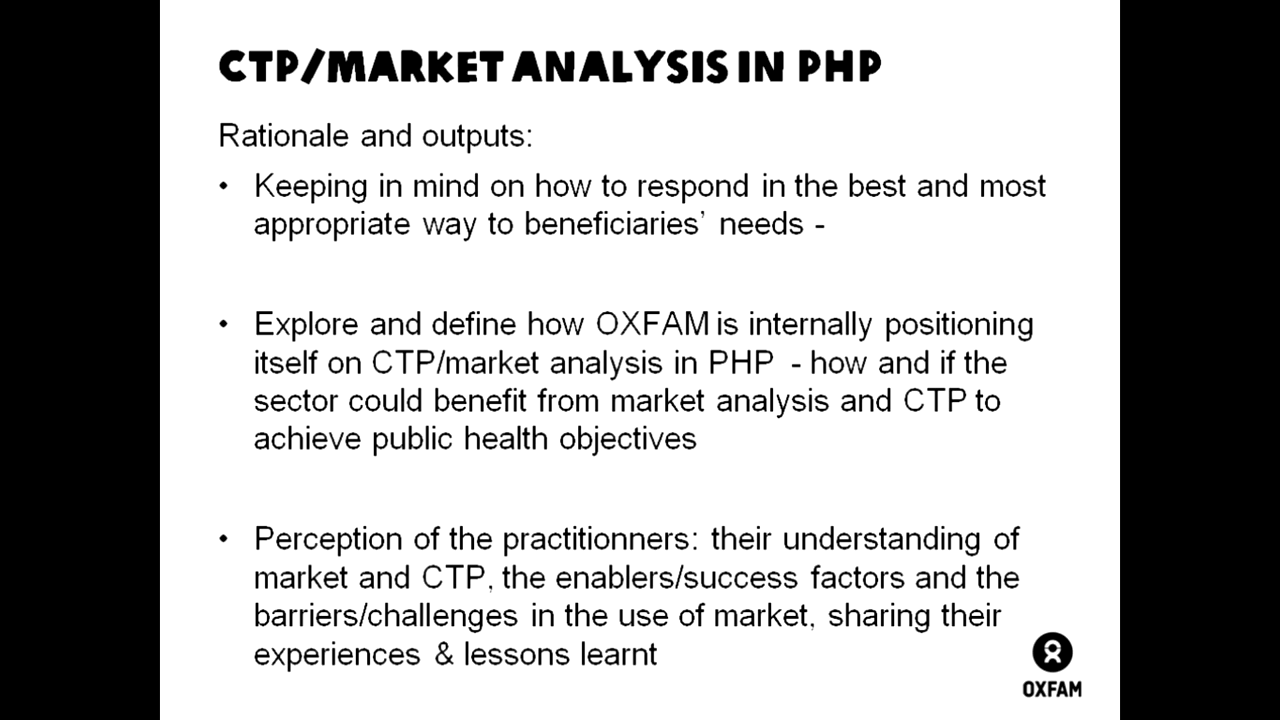 CTP/MARKET ANALYSIS IN PHP
Rationale and outputs:
• Keeping in mind on how to respond in the best and most
appropriate way to beneficiaries’ needs -
• Explore and define how OXFAM is internally positioning
itself on CTP/market analysis in PHP - how and if the
sector could benefit from market analysis and CTP to
achieve public health objectives
• Perception of the practitionners: their understanding of
market and CTP, the enablers/success factors and the
barriers/challenges in the use of market, sharing their
experiences & lessons learnt
OXFAM